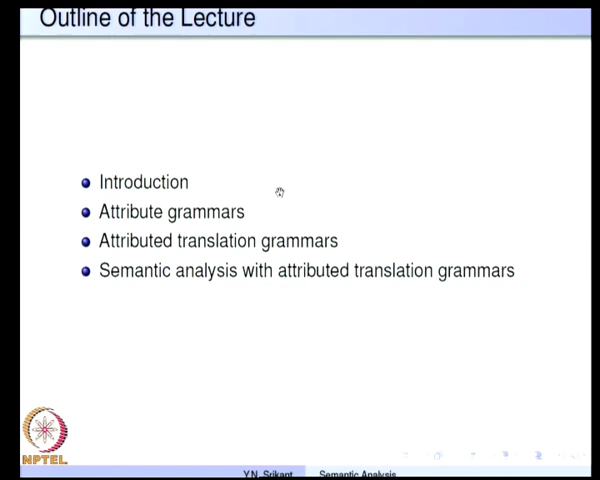 Outline of the Lecture
Introduction
Attribute grammars
Attributed translation grammars
Semantic analysis with attributed translation grammars
NPTEL
Y.N. Srikant Semantic Analysis